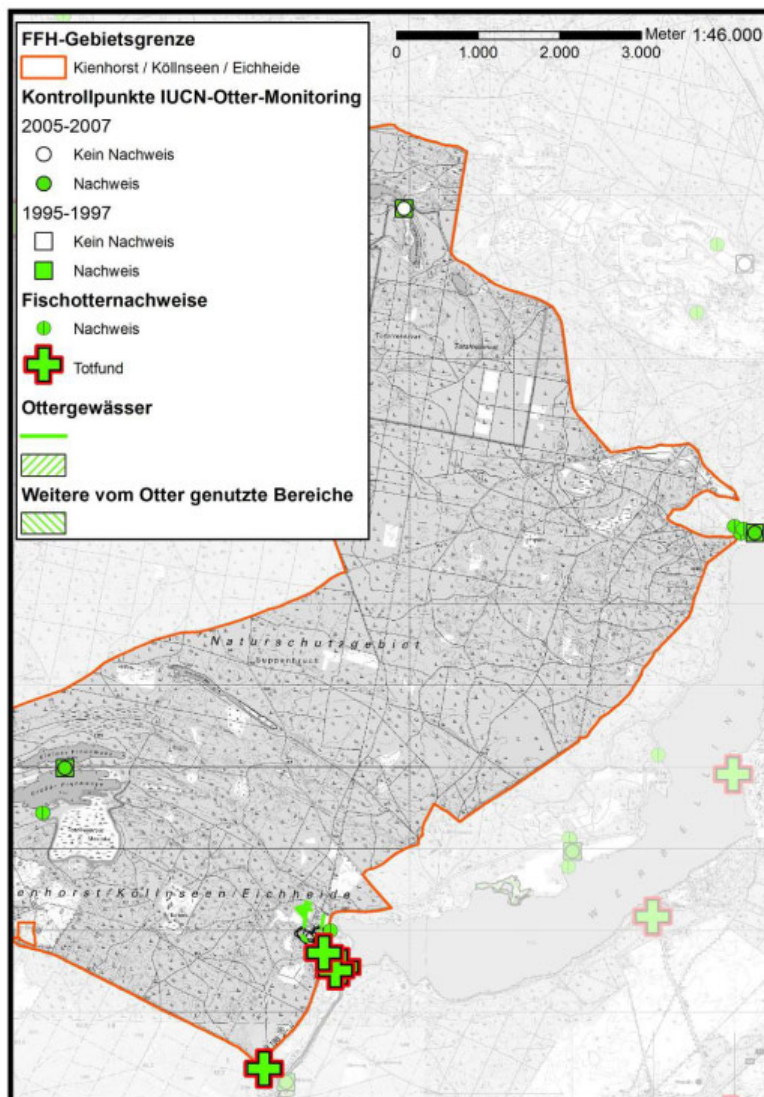 FFH-Gebietsgrenze
Kienhorst / Köllnseen / Eichheide
Kontrollpunkte IUCN-Otter-Monitoring
2005-2007
Kein Nachweis
Nachweis
1995-1997
Kein Nachweis
Nachweis
Fischotternachweise
Nachweis
Totfund
Ottergewässer
Weitere vom Otter genutzte Bereiche
Meter 1:46.000
0 1.000 2.000 3.000
Naturschutzgebiet
enhorst/Köllnseen/Eichheide